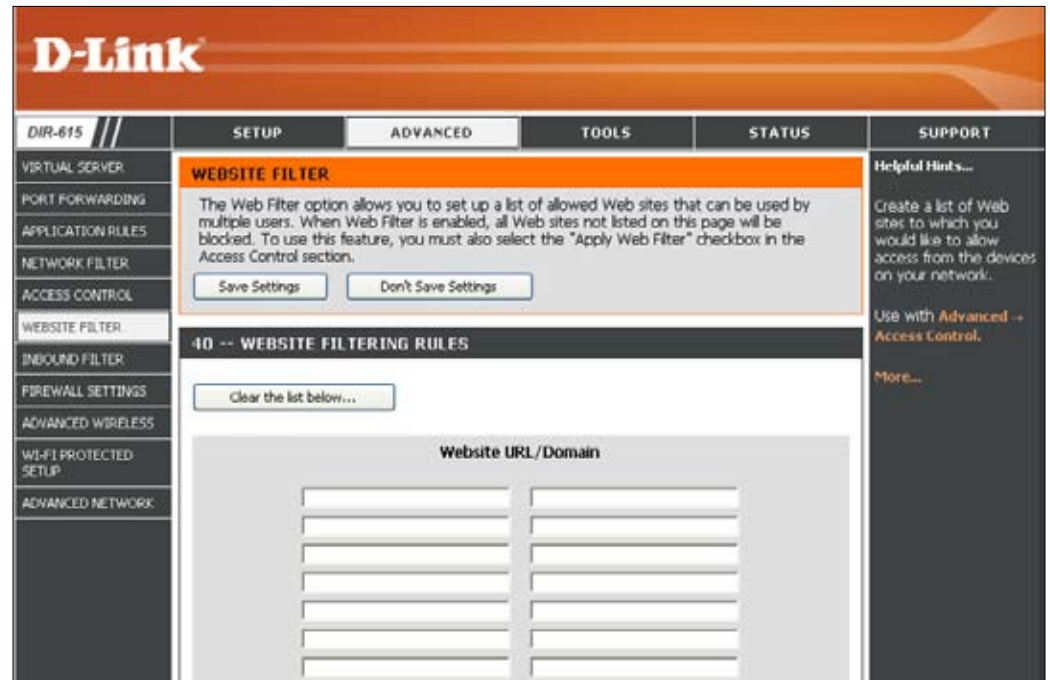 D-Link
DIR-615
SETUP
ADVANCED
TOOLS
STATUS
SUPPORT
VIRTUAL SERVER
PORT FORWARDING
APPLICATION RULES
NETWORK FILTER
ACCESS CONTROL
WEBSITE FILTER
INBOUND FILTER
FIREWALL SETTINGS
ADVANCED WIRELESS
WI-FI PROTECTED
SETUP
ADVANCED NETWORK
WEBSITE FILTER
The Web Filter option allows you to set up a list of allowed Web sites that can be used by
multiple users. When Web Filter is enabled, all Web sites not listed on this page will be
blocked. To use this feature, you must also select the "Apply Web Filter" checkbox in the
Access Control section.
Save Settings
Don't Save Settings
40 -- WEBSITE FILTERING RULES
Clear the list below...
Website URL/Domain
Helpful Hints...
Create a list of Web
sites to which you
would like to allow
access from the devices
on your network.
Use with Advanced →
Access Control.
More...